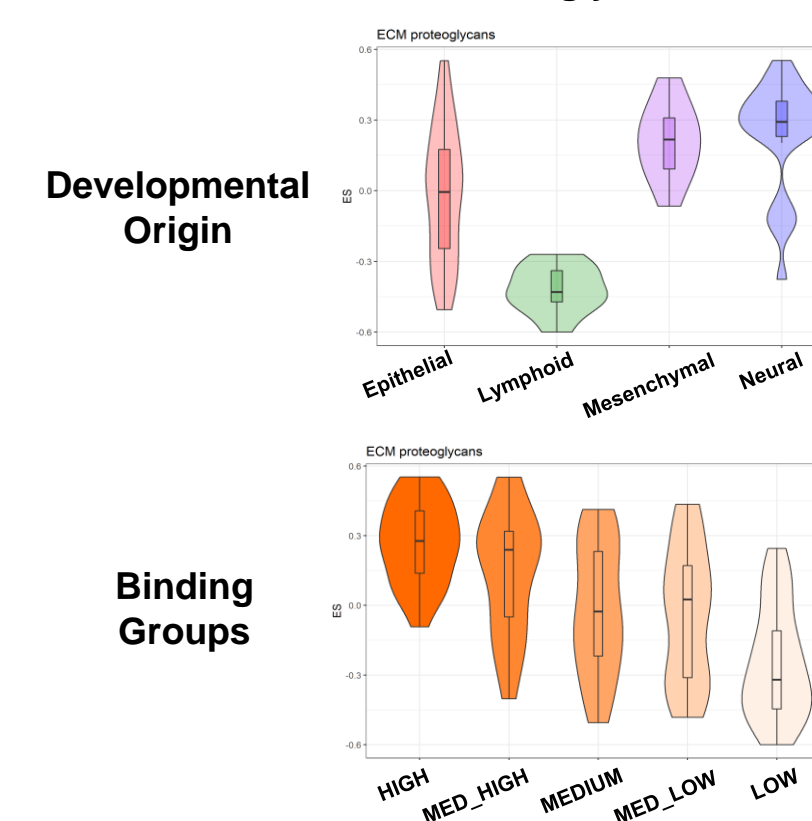 ECM proteoglycans
0.6
0.3
0.0
-0.3
-0.6
ES
Developmental
Origin
Epithelial
Lymphoid
Mesenchymal
Neural
ECM proteoglycans
0.6
0.3
0.0
-0.3
-0.6
ES
Binding
Groups
HIGH
MED_HIGH
MEDIUM
MED_LOW
LOW